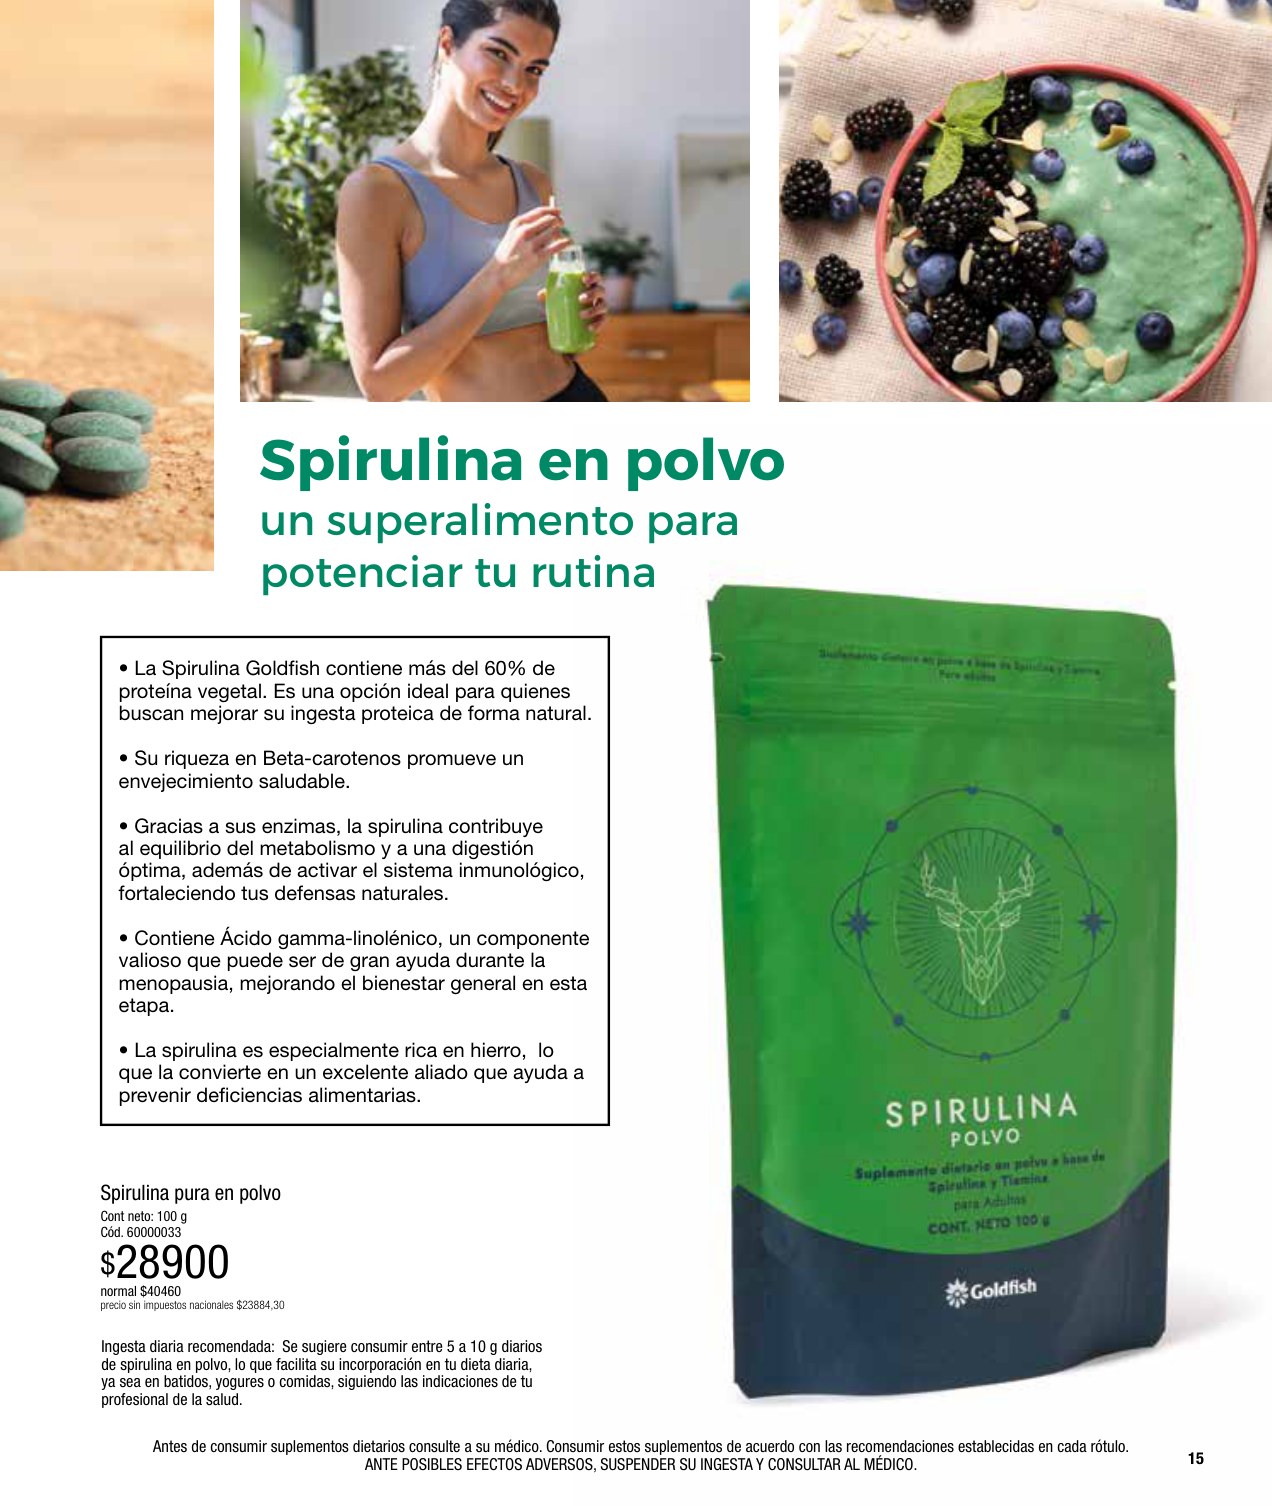 Spirulina en polvo
un superalimento para
potenciar tu rutina
• La Spirulina Goldfish contiene más del 60% de
proteína vegetal. Es una opción ideal para quienes
buscan mejorar su ingesta proteica de forma natural.
• Su riqueza en Beta-carotenos promueve un
envejecimiento saludable.
• Gracias a sus enzimas, la spirulina contribuye
al equilibrio del metabolismo y a una digestión
óptima, además de activar el sistema inmunológico,
fortaleciendo tus defensas naturales.
• Contiene Ácido gamma-linolénico, un componente
valioso que puede ser de gran ayuda durante la
menopausia, mejorando el bienestar general en esta
etapa.
• La spirulina es especialmente rica en hierro,  lo
que la convierte en un excelente aliado que ayuda a
prevenir deficiencias alimentarias.
Suplemento dietario en polvo a base de Spirulina y Tiamina
Para adultos
SPIRULINA
POLVO
Suplemento dietario en polvo a base de
Spirulina y Tiamina
para Adultos
CONT. NETO 100 g
Goldfish
Spirulina pura en polvo
Cont neto: 100 g
Cód. 60000033
$28900
normal $40460
precio sin impuestos nacionales $23884,30
Ingesta diaria recomendada:  Se sugiere consumir entre 5 a 10 g diarios
de spirulina en polvo, lo que facilita su incorporación en tu dieta diaria,
ya sea en batidos, yogures o comidas, siguiendo las indicaciones de tu
profesional de la salud.
Antes de consumir suplementos dietarios consulte a su médico. Consumir estos suplementos de acuerdo con las recomendaciones establecidas en cada rótulo.
ANTE POSIBLES EFECTOS ADVERSOS, SUSPENDER SU INGESTA Y CONSULTAR AL MÉDICO.
15